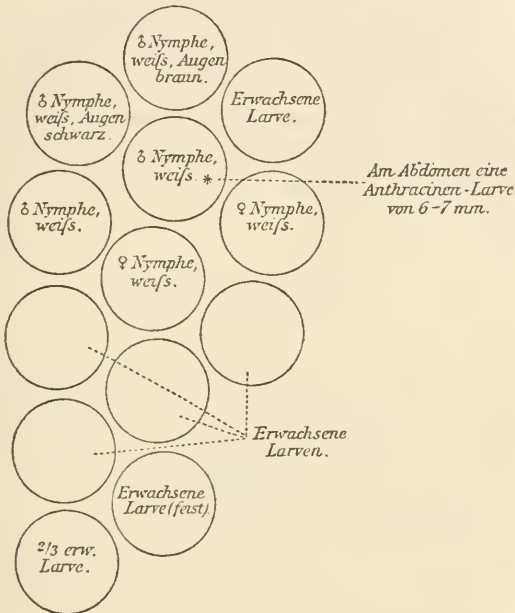 ♂ Nymphe,
weiſs, Augen
braun.
♂ Nymphe,
weiſs, Augen
schwarz.
Erwachsene
Larve.
♂ Nymphe,
weiſs *
Am Abdomen eine
Anthracinen-Larve
von 6-7 mm.
♂ Nymphe,
weiſs.
♀ Nymphe,
weiſs.
♀ Nymphe,
weiſs.
Erwachsene
Larven.
Erwachsene
Larve (feist).
2/3 erw.
Larve.